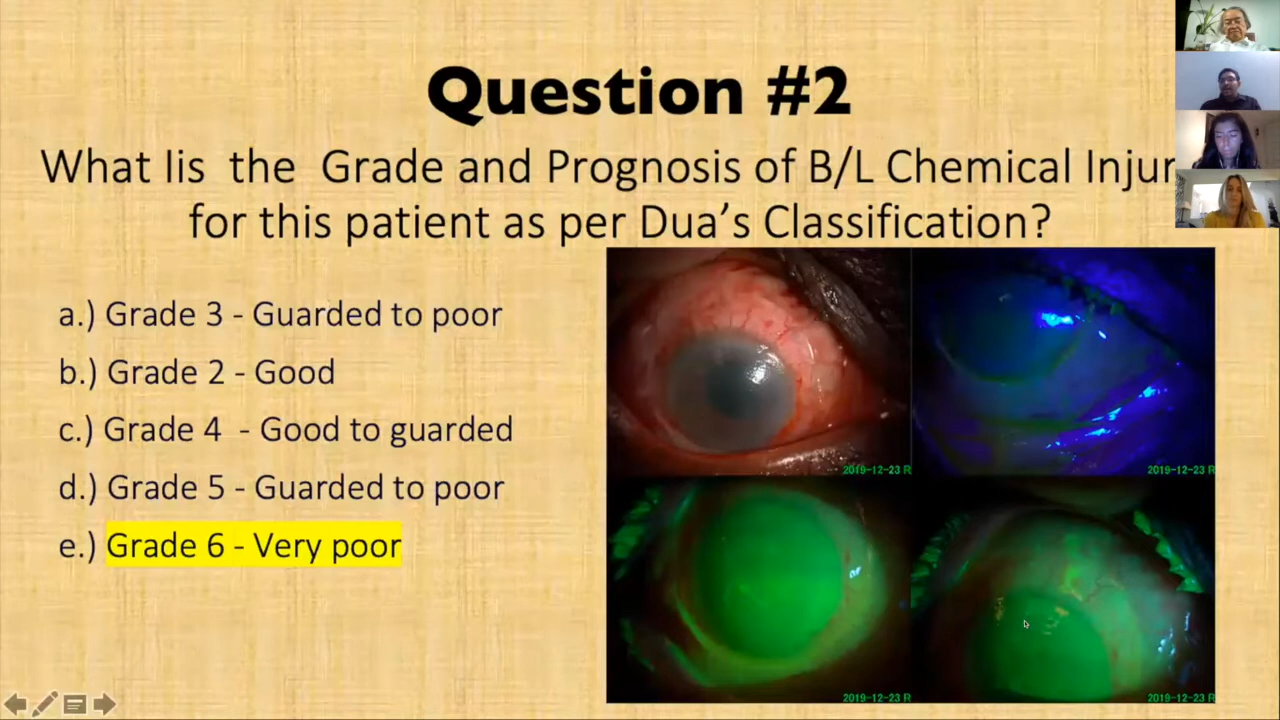 Question #2
What Iis the Grade and Prognosis of B/L Chemical Injur
for this patient as per Dua's Classification?
a.) Grade 3 - Guarded to poor
b.) Grade 2 - Good
c.) Grade 4 - Good to guarded
d.) Grade 5 - Guarded to poor
e.) Grade 6 - Very poor
2019-12-23 R
2019-12-23 R
2019-12-23 R
2019-12-23 R